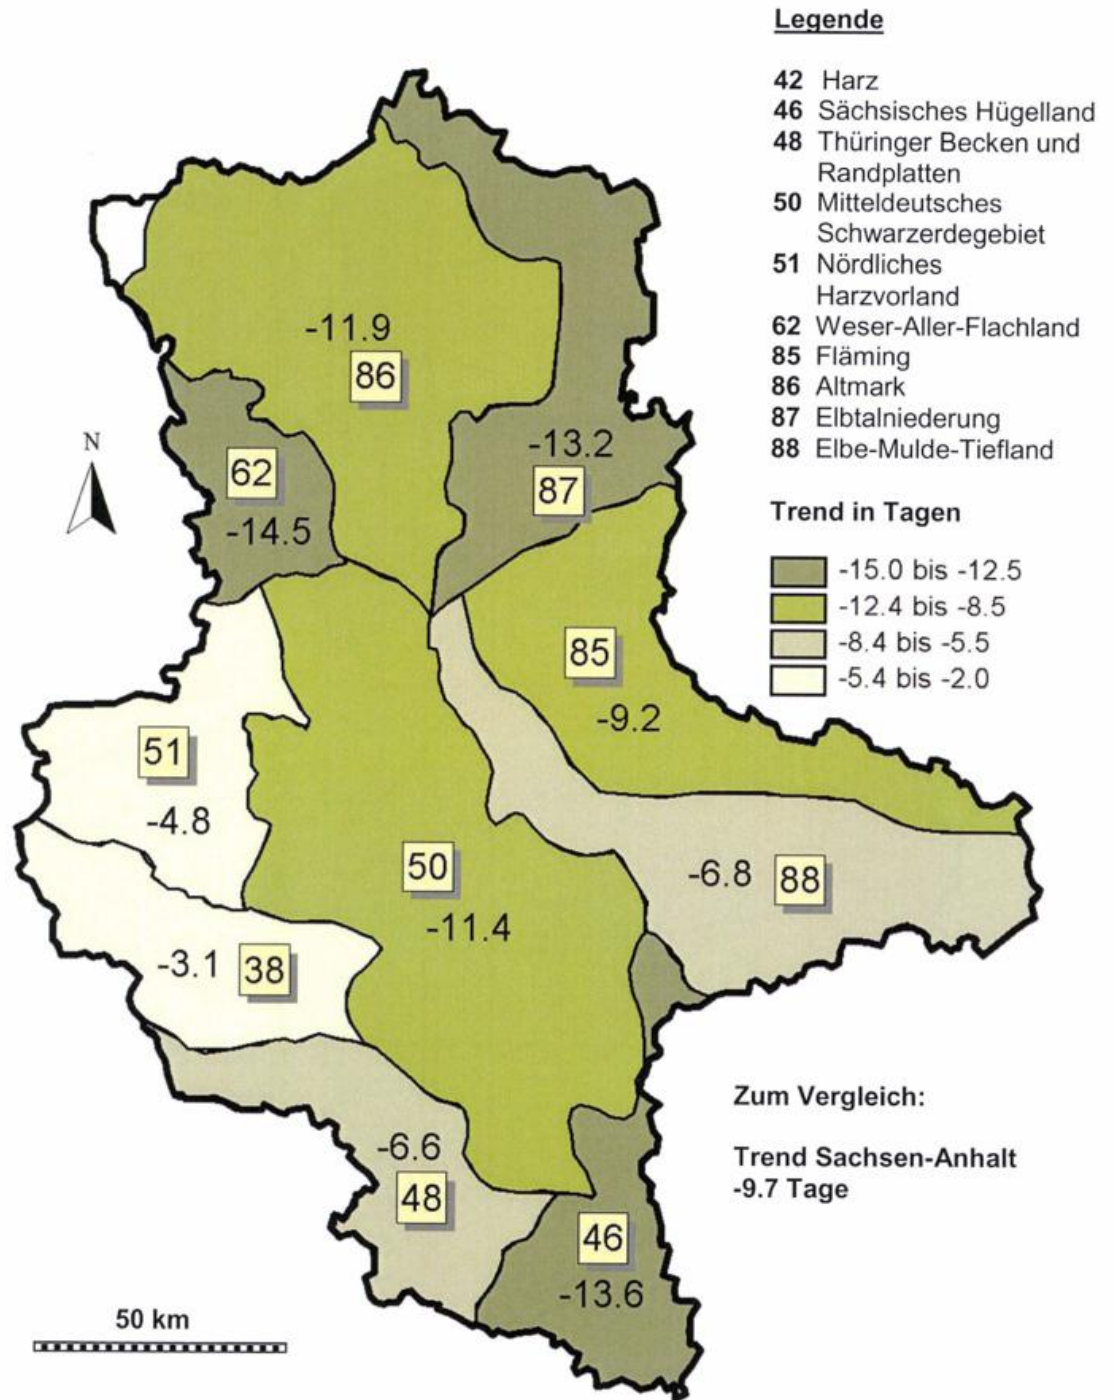 Legende
42 Harz
46 Sächsisches Hügelland
48 Thüringer Becken und
Randplatten
50 Mitteldeutsches
Schwarzerdegebiet
51 Nördliches
Harzvorland
62 Weser-Aller-Flachland
85 Fläming
86 Altmark
87 Elbtalniederung
88 Elbe-Mulde-Tiefland
Trend in Tagen
-15.0 bis -12.5
-12.4 bis -8.5
-8.4 bis -5.5
-5.4 bis -2.0
-11.9
86
N
62
-14.5
-13.2
87
85
-9.2
51
-4.8
50
-11.4
-6.8 88
-3.1 38
-6.6
48
46
-13.6
Zum Vergleich:
Trend Sachsen-Anhalt
-9.7 Tage
50 km